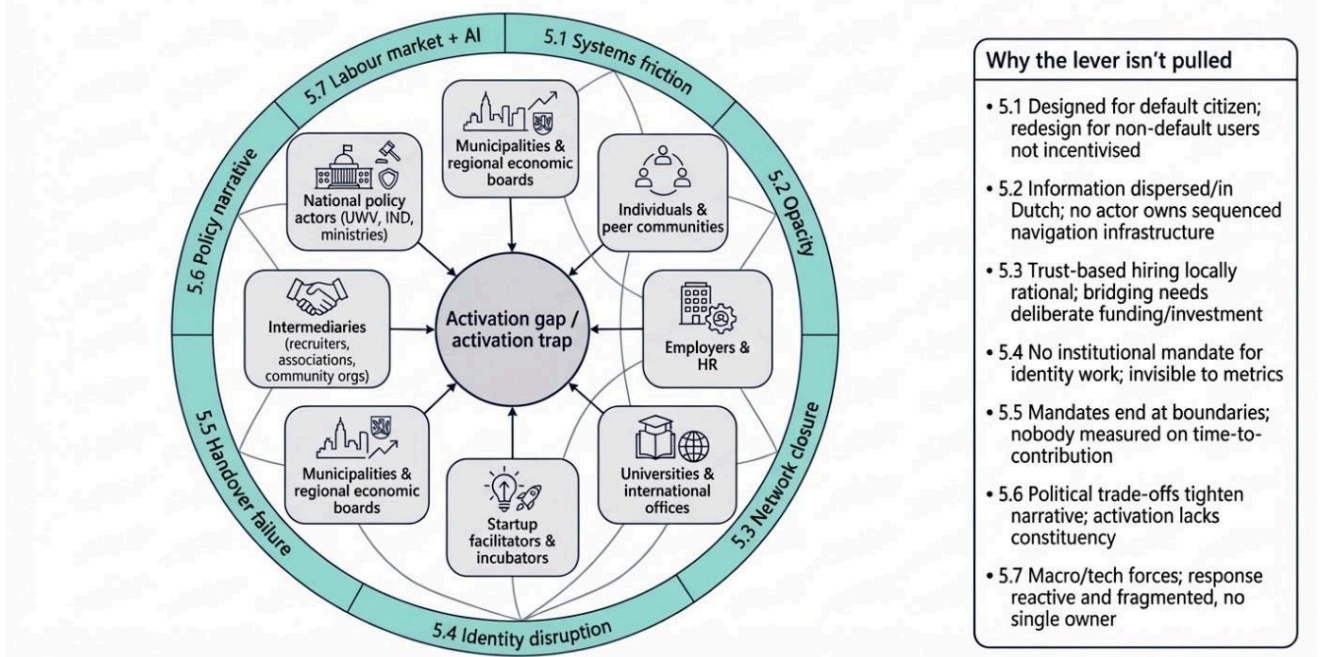 5.7 Labour market + AI
5.1 Systems friction
5.2 Opacity
5.3 Network closure
5.4 Identity disruption
5.5 Handover failure
5.6 Policy narrative
Municipalities &
regional economic
boards
National policy
actors (UWV, IND,
ministries)
Individuals &
peer communities
Intermediaries
(recruiters,
associations,
community orgs)
Activation gap /
activation trap
Employers &
HR
Municipalities &
regional economic
boards
Startup
facilitators &
incubators
Universities &
international
offices
Why the lever isn't pulled
• 5.1 Designed for default citizen;
redesign for non-default users
not incentivised
• 5.2 Information dispersed/in
Dutch; no actor owns sequenced
navigation infrastructure
• 5.3 Trust-based hiring locally
rational; bridging needs
deliberate funding/investment
• 5.4 No institutional mandate for
identity work; invisible to metrics
• 5.5 Mandates end at boundaries;
nobody measured on time-to-
contribution
• 5.6 Political trade-offs tighten
narrative; activation lacks
constituency
• 5.7 Macro/tech forces; response
reactive and fragmented, no
single owner